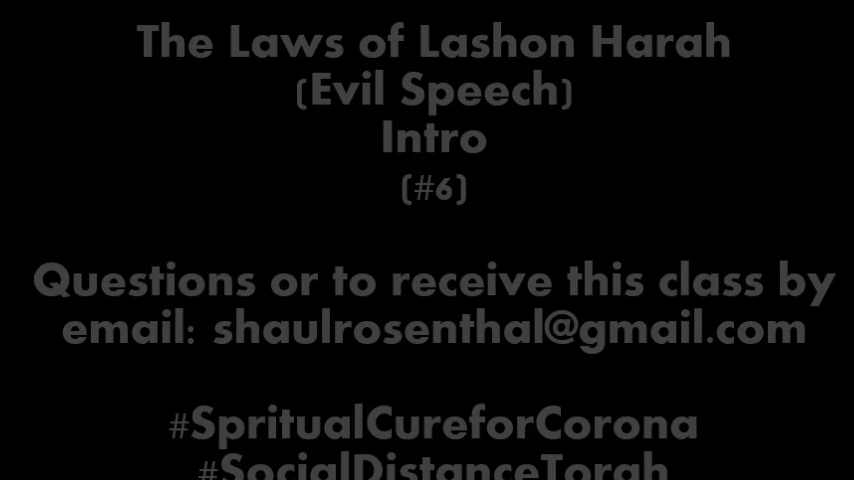 The Laws of Lashon Harah
(Evil Speech)
Intro
(#6)
Questions or to receive this class by
email: shaulrosenthal@gmail.com
#SpritualCureforCorona
#SocialDistanceTorah